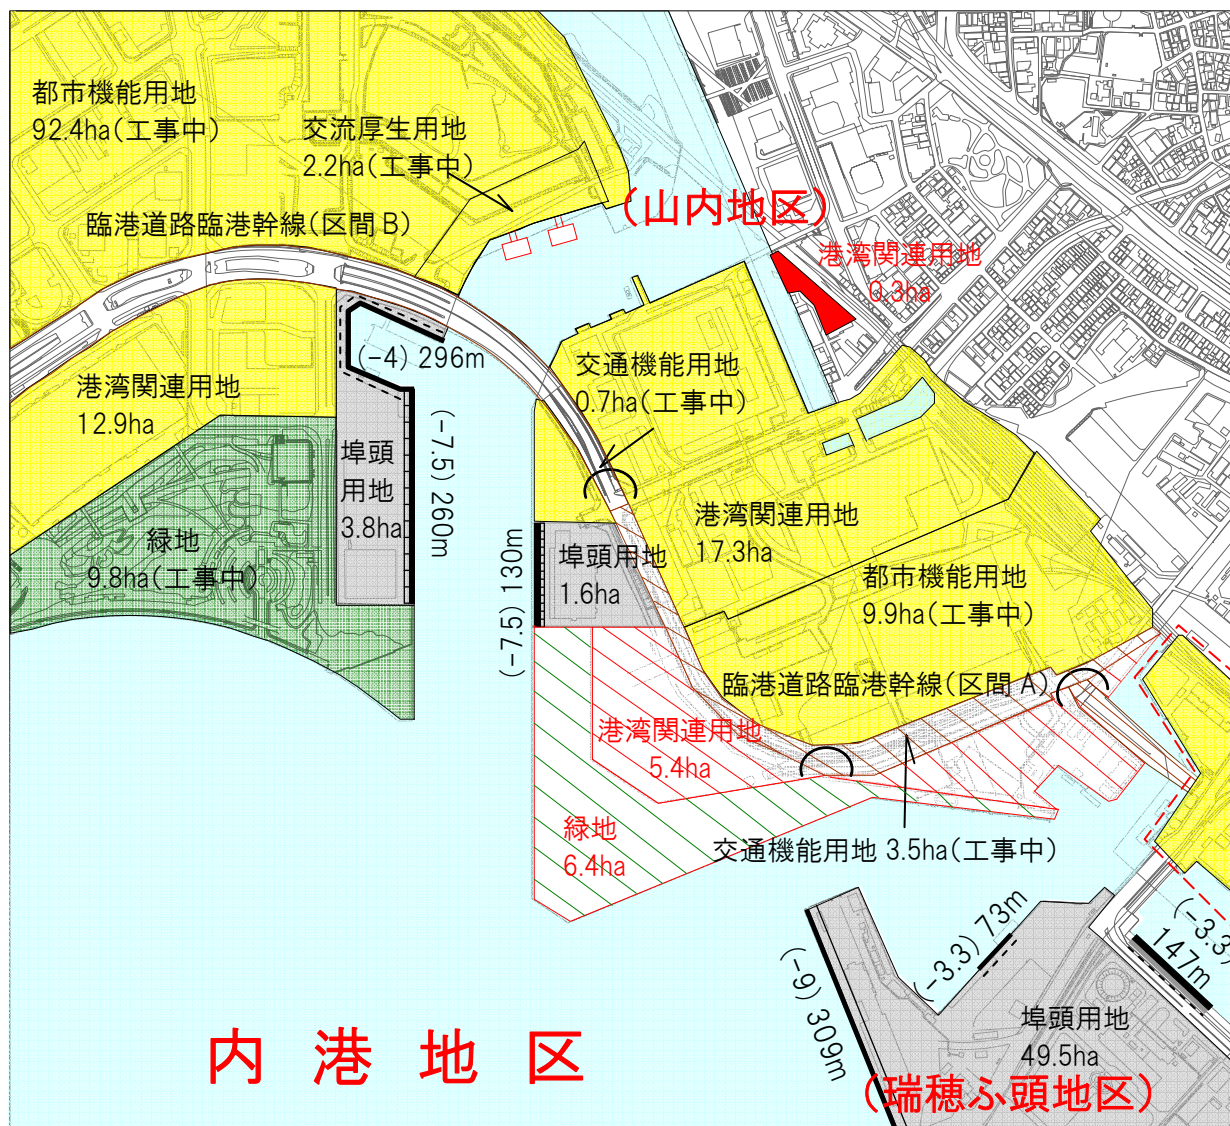 都市機能用地
92.4ha(工事中)
交流厚生用地
2.2ha(工事中)
(山内地区)
臨港道路臨港幹線(区間 B)
港湾関連用地
0.3ha
(-4) 296m
交通機能用地
0.7ha(工事中)
港湾関連用地
12.9ha
(-7.5) 260m
埠頭
用地
3.8ha
緑地
9.8ha(工事中)
(-7.5) 130m
埠頭用地
1.6ha
港湾関連用地
17.3ha
都市機能用地
9.9ha(工事中)
臨港道路臨港幹線(区間 A)
港湾関連用地
5.4ha
緑地
6.4ha
交通機能用地 3.5ha(工事中)
(-3.3) 73m
(-3.3)
147m
(-9) 309m
埠頭用地
49.5ha
内港地区
(瑞穂ふ頭地区)